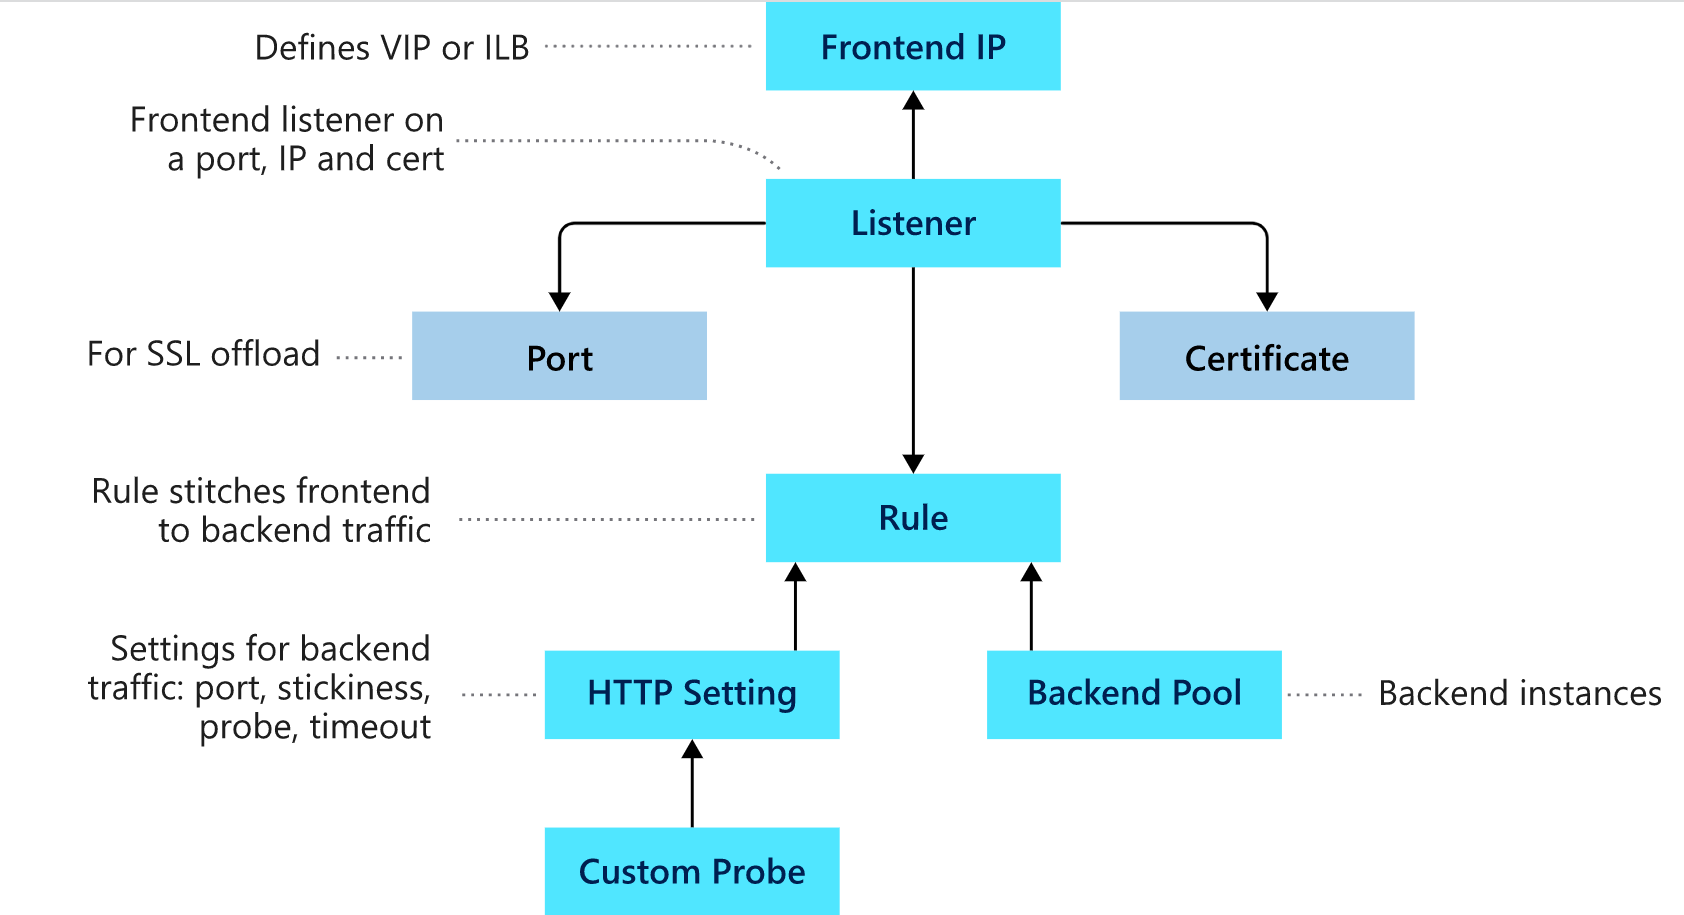 Defines VIP or ILB
Frontend IP
Frontend listener on
a port, IP and cert
Listener
For SSL offload
Port
Certificate
Rule stitches frontend
to backend traffic
Rule
Settings for backend
traffic: port, stickiness,
probe, timeout
HTTP Setting
Backend Pool
Backend instances
Custom Probe